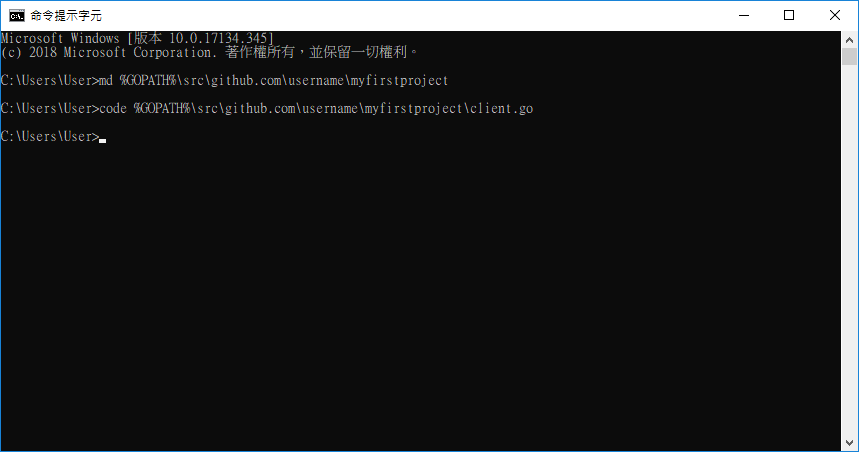 命令提示字元
Microsoft Windows [版本 10.0.17134.345]
(c) 2018 Microsoft Corporation. 著作權所有，並保留一切權利。
C:\Users\User>md %GOPATH%\src\github.com\username\myfirstproject
C:\Users\User>code %GOPATH%\src\github.com\username\myfirstproject\client.go
C:\Users\User>